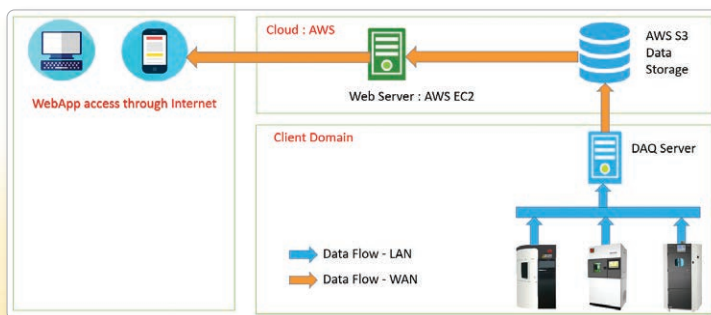 WebApp access through Internet
Cloud : AWS
Web Server : AWS EC2
AWS S3
Data
Storage
Client Domain
DAQ Server
Data Flow - LAN
Data Flow - WAN